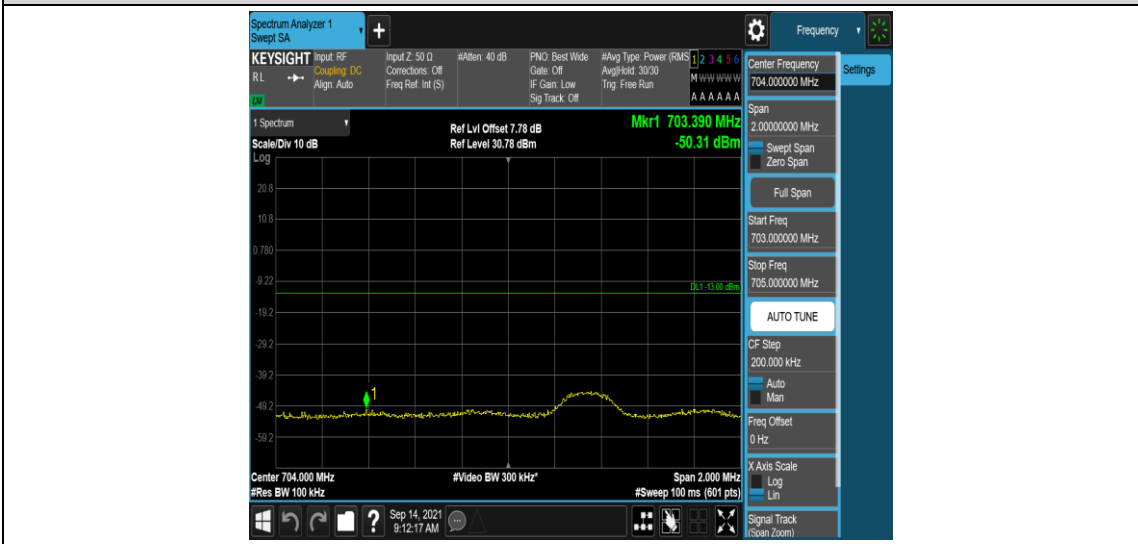 Spectrum Analyzer 1
Swept SA
+
Frequency
KEYSIGHT
RL
LXI
Input: RF
Coupling: DC
Align: Auto
Input Z: 50 Ω
Corrections: Off
Freq Ref: Int (S)
#Atten: 40 dB
PNO: Best Wide
Gate: Off
IF Gain: Low
Sig Track: Off
#Avg Type: Power (RMS
Avg|Hold: 30/30
Trig: Free Run
1 2 3 4 5 6
M W W W W W
A A A A A A
1 Spectrum
Scale/Div 10 dB
Log
Ref Lvl Offset 7.78 dB
Ref Level 30.78 dBm
Mkr1 703.390 MHz
-50.31 dBm
20.8
10.8
0.780
-9.22
DL1 -13.00 dBm
-19.2
-29.2
-39.2
1
-49.2
-59.2
Center 704.000 MHz
#Res BW 100 kHz
#Video BW 300 kHz*
Span 2.000 MHz
#Sweep 100 ms (601 pts)
Center Frequency
704.000000 MHz
Settings
Span
2.00000000 MHz
Swept Span
Zero Span
Full Span
Start Freq
703.000000 MHz
Stop Freq
705.000000 MHz
AUTO TUNE
CF Step
200.000 kHz
Auto
Man
Freq Offset
0 Hz
X Axis Scale
Log
Lin
Signal Track
(Span Zoom)
?
Sep 14, 2021
9:12:17 AM